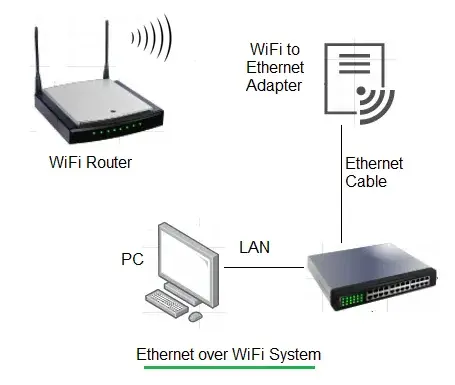 WiFi to
Ethernet
Adapter
WiFi Router
Ethernet
Cable
PC
LAN
Ethernet over WiFi System